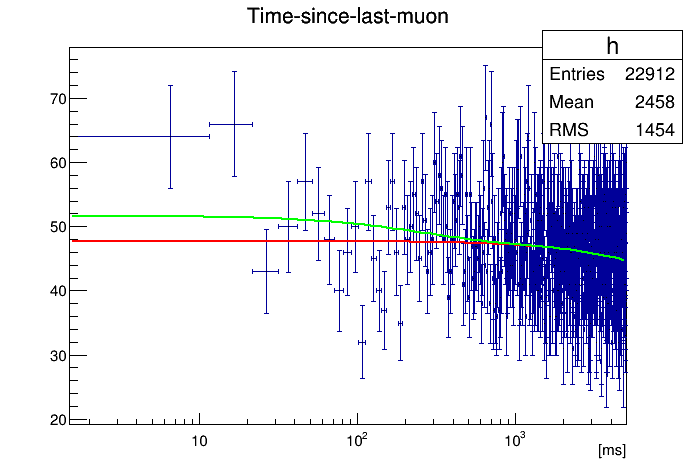 Time-since-last-muon
h
Entries 22912
Mean 2458
RMS 1454
70
60
50
40
30
20
10 10² 10³
[ms]